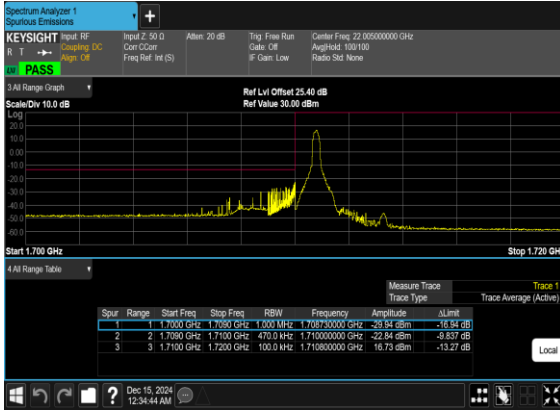 Spectrum Analyzer 1
Spurious Emissions
+
KEYSIGHT Input: RF Input Z: 50 Ω Atten: 20 dB Trig: Free Run Center Freq: 22.005000000 GHz
R T Coupling: DC Corr CCorr Gate: Off Avg|Hold: 100/100
Align: Off Freq Ref: Int (S) IF Gain: Low Radio Std: None
PASS
3 All Range Graph
Ref Lvl Offset 25.40 dB
Scale/Div 10.0 dB Ref Value 30.00 dBm
Log
20.0
10.0
0.00
-10.0
-20.0
-30.0
-40.0
-50.0
-60.0
Start 1.700 GHz Stop 1.720 GH
4 All Range Table
Measure Trace Trace 1
Trace Type Trace Average (Active)
Spur Range Start Freq Stop Freq RBW Frequency Amplitude ΔLimit
1 1 1.7000 GHz 1.7090 GHz 1.000 MHz 1.708730000 GHz -29.94 dBm -16.94 dB
2 2 1.7090 GHz 1.7100 GHz 470.0 kHz 1.710000000 GHz -22.84 dBm -9.837 dB
3 3 1.7100 GHz 1.7200 GHz 100.0 kHz 1.710800000 GHz 16.73 dBm -13.27 dB
Local
? Dec 15, 2024
12:34:44 AM